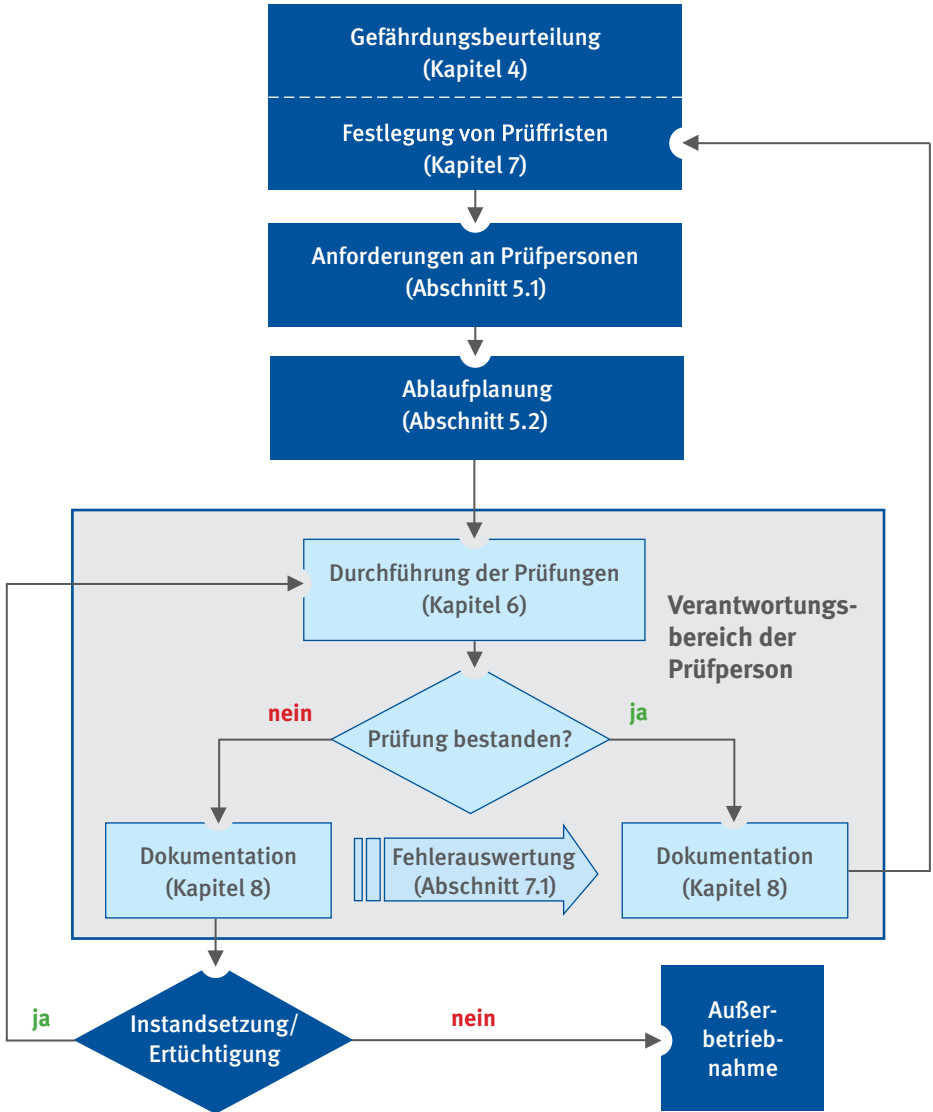 Gefährdungsbeurteilung
(Kapitel 4)
Festlegung von Prüffristen
(Kapitel 7)
Anforderungen an Prüfpersonen
(Abschnitt 5.1)
Ablaufplanung
(Abschnitt 5.2)
Durchführung der Prüfungen
(Kapitel 6)
Verantwortungs-
bereich der
Prüfperson
nein
ja
Prüfung bestanden?
Dokumentation
(Kapitel 8)
Fehlerauswertung
(Abschnitt 7.1)
Dokumentation
(Kapitel 8)
ja
Instandsetzung/
Ertüchtigung
nein
Außer-
betrieb-
nahme